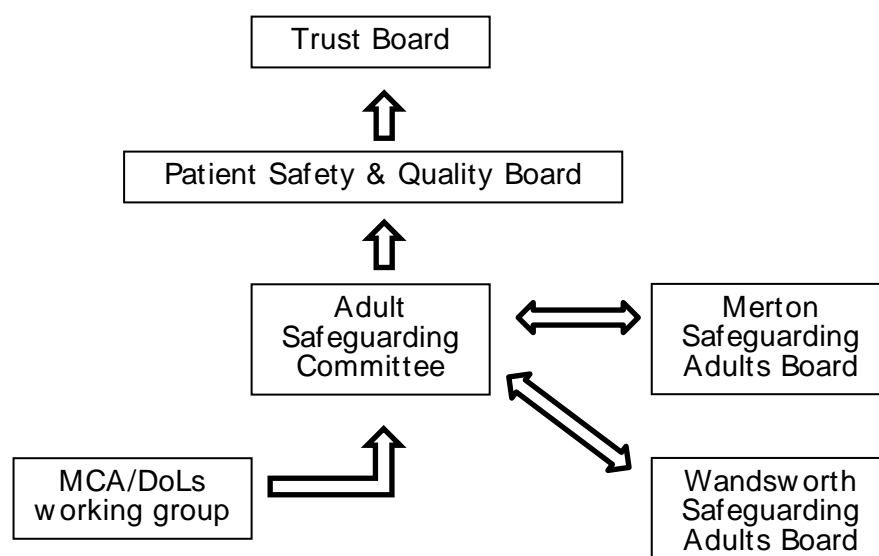 Trust Board
Patient Safety & Quality Board
Adult
Safeguarding
Committee
Merton
Safeguarding
Adults Board
MCA/DoLs
working group
Wandsworth
Safeguarding
Adults Board